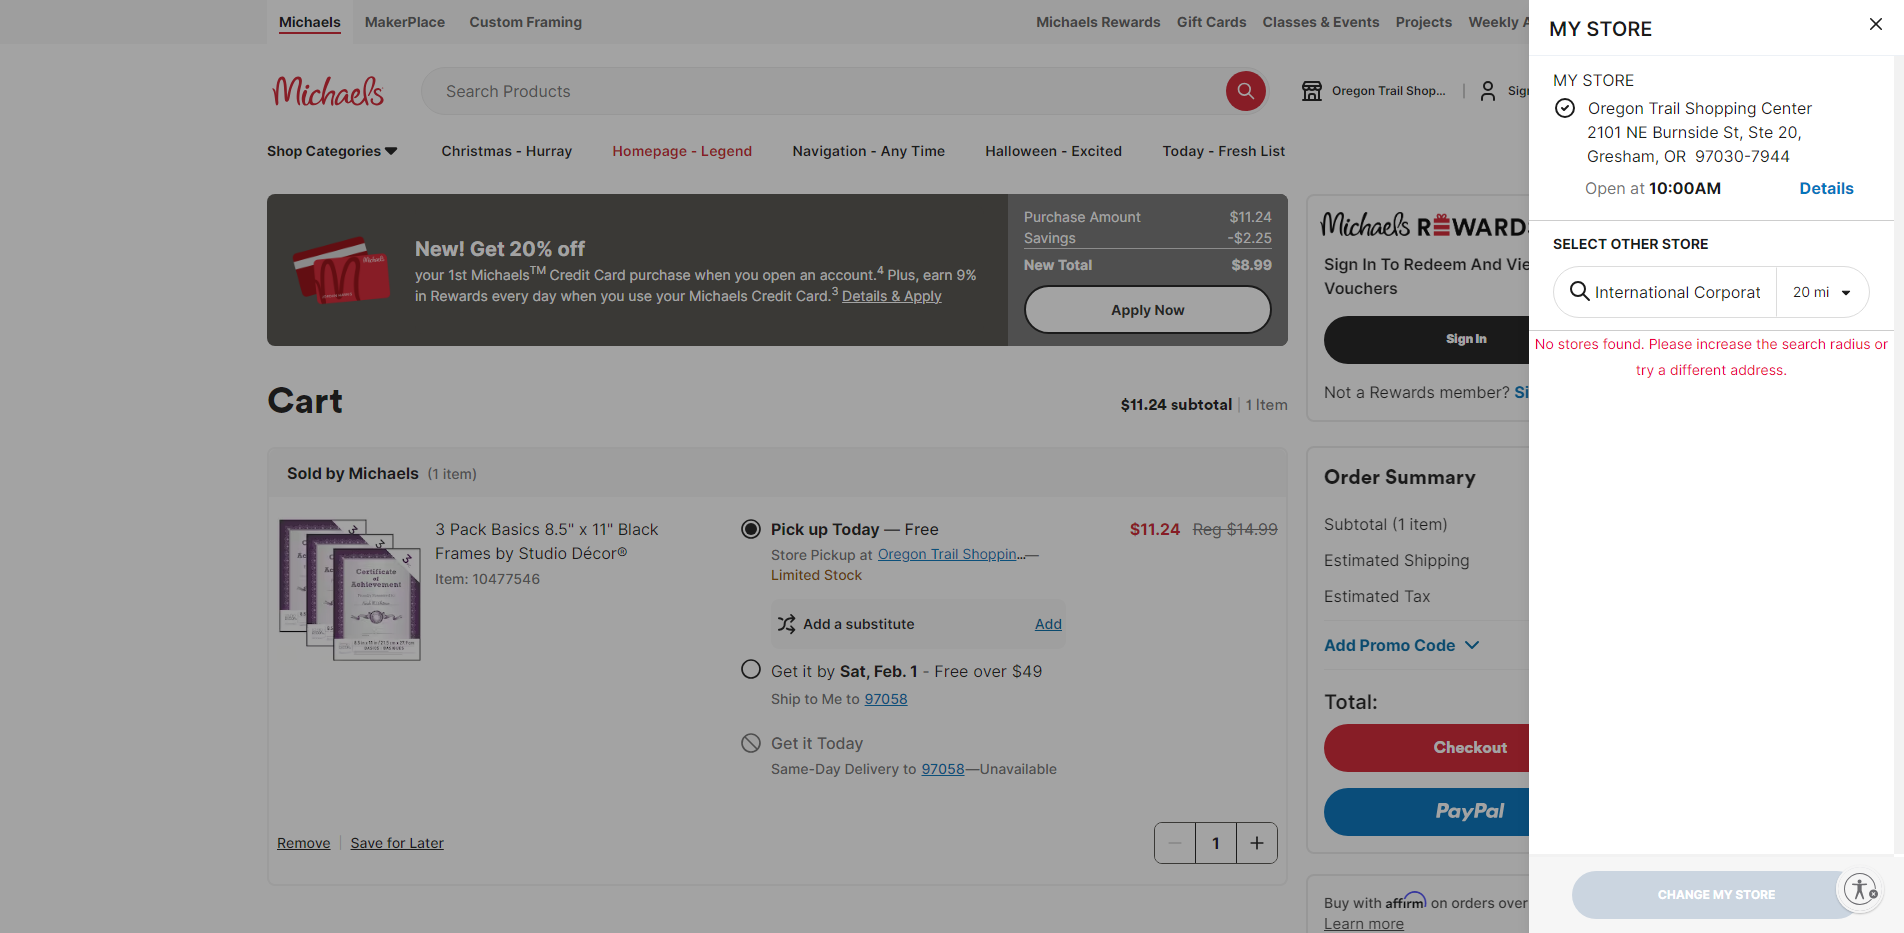 Michaels
MakerPlace
Custom Framing
Michaels Rewards
Gift Cards
Classes & Events
Projects
Weekly
MY STORE
Michaels
Search Products
Oregon Trail Shop...
MY STORE
Oregon Trail Shopping Center
2101 NE Burnside St, Ste 20,
Gresham, OR 97030-7944
Open at 10:00AM
Details
Shop Categories
Christmas - Hurray
Homepage - Legend
Navigation - Any Time
Halloween - Excited
Today - Fresh List
SELECT OTHER STORE
International Corporat
20 mi
No stores found. Please increase the search radius or
try a different address.
New! Get 20% off
your 1st Michaels™ Credit Card purchase when you open an account.4 Plus, earn 9%
in Rewards every day when you use your Michaels Credit Card.3 Details & Apply
Purchase Amount $11.24
Savings -$2.25
New Total $8.99
Apply Now
Michaels REWARDS
Sign In To Redeem And Vie
Vouchers
Sign In
Not a Rewards member? Si
Cart
$11.24 subtotal | 1 Item
Sold by Michaels (1 item)
3 Pack Basics 8.5" x 11" Black
Frames by Studio Décor®
Item: 10477546
Certificate
of
Achievement
Pick up Today — Free
$11.24 Reg $14.99
Store Pickup at Oregon Trail Shoppin...—
Limited Stock
Add a substitute
Add
Get it by Sat, Feb. 1 - Free over $49
Ship to Me to 97058
Get it Today
Same-Day Delivery to 97058—Unavailable
Remove
Save for Later
1
Order Summary
Subtotal (1 item)
Estimated Shipping
Estimated Tax
Add Promo Code
Total:
Checkout
PayPal
Buy with affirm on orders over
Learn more
CHANGE MY STORE